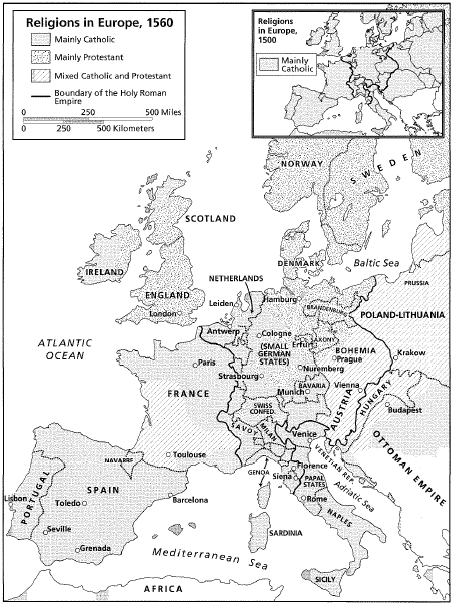 Religions in Europe, 1560
Mainly Catholic
Mainly Protestant
Mixed Catholic and Protestant
Boundary of the Holy Roman
Empire
0 250 500 Miles
0 250 500 Kilometers
Religions
in Europe,
1500
Mainly
Catholic
NORWAY
SWEDEN
SCOTLAND
DENMARK
Baltic Sea
IRELAND
NETHERLANDS
PRUSSIA
ENGLAND
Leiden
Hamburg
BRANDENBURG
POLAND-LITHUANIA
London
Antwerp
Cologne
SAXONY
(SMALL
GERMAN
STATES)
Erfurt
ATLANTIC
OCEAN
BOHEMIA
Prague
Krakow
Paris
Nuremberg
Strasbourg
BAVARIA
Vienna
Munich
FRANCE
AUSTRIA
HUNGARY
Budapest
SWISS
CONFED.
SAVOY
MILAN
Venice
VENETIAN REP.
OTTOMAN EMPIRE
Toulouse
NAVARRE
GENOA
Florence
Siena
PAPAL
STATES
Adriatic Sea
Rome
PORTUGAL
Lisbon
SPAIN
Toledo
Barcelona
NAPLES
Seville
SARDINIA
Grenada
Mediterranean Sea
SICILY
AFRICA